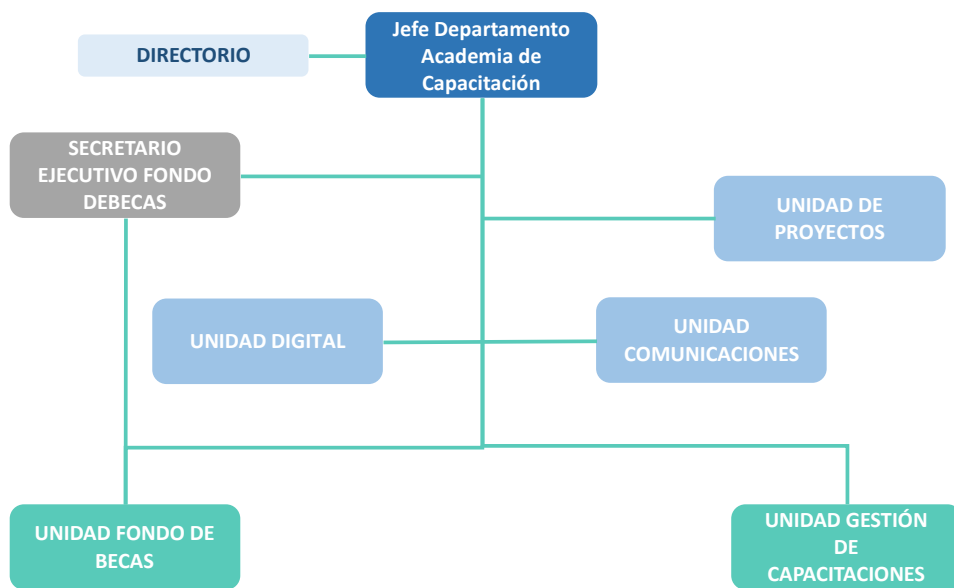 Jefe Departamento
Academia de
Capacitación
DIRECTORIO
SECRETARIO
EJECUTIVO FONDO
DEBECAS
UNIDAD DE
PROYECTOS
UNIDAD DIGITAL
UNIDAD
COMUNICACIONES
UNIDAD FONDO DE
BECAS
UNIDAD GESTIÓN
DE
CAPACITACIONES